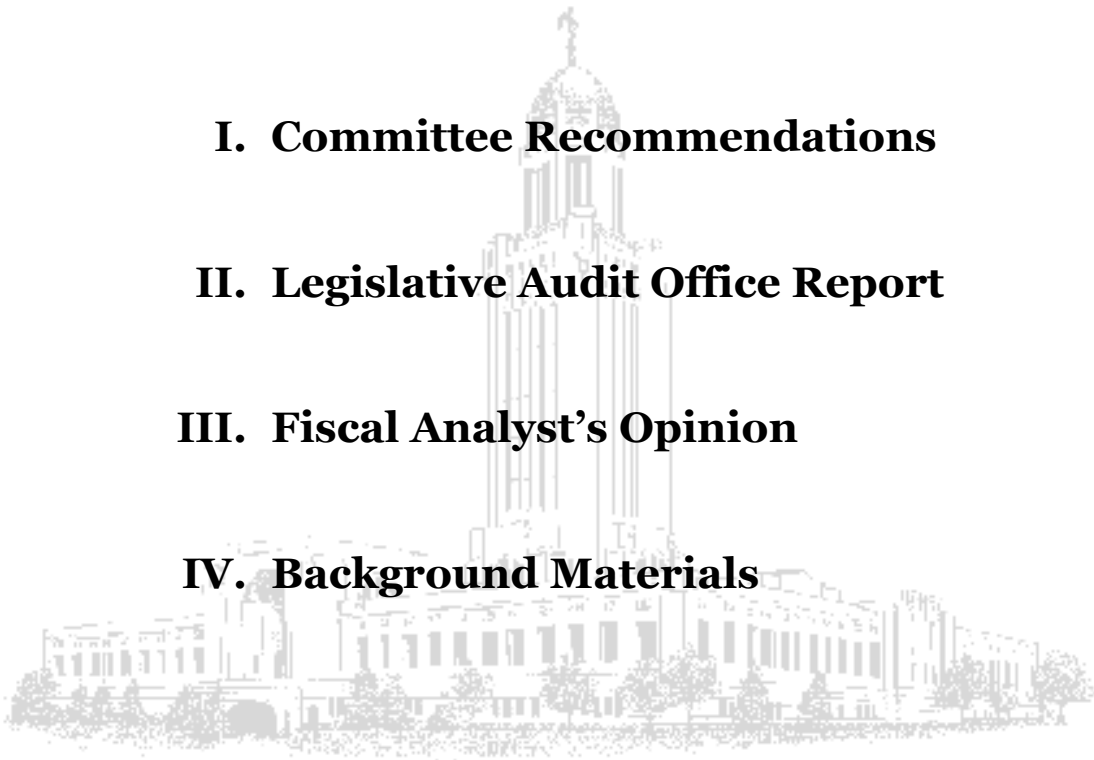 I. Committee Recommendations
II. Legislative Audit Office Report
III. Fiscal Analyst’s Opinion
IV. Background Materials